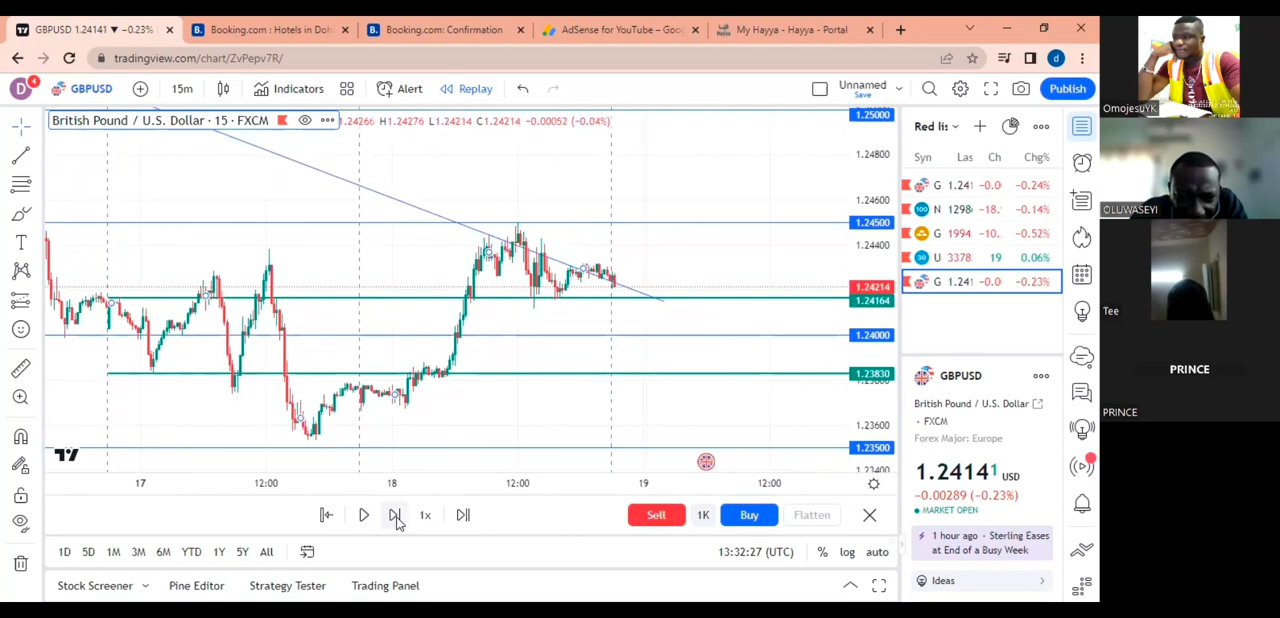 GBPUSD 1.24141 ▼ −0.23%
Booking.com : Hotels in Doh
Booking.com: Confirmation
AdSense for YouTube – Goog
My Hayya - Hayya - Portal
tradingview.com/chart/ZvPepv7R/
d
D
4
GBPUSD
15m
Indicators
Alert
Replay
Unnamed
Save
Publish
British Pound / U.S. Dollar · 15 · FXCM
1.24266 H1.24276 L1.24214 C1.24214 −0.00052 (−0.04%)
1.25000
1.24800
1.24600
1.24500
1.24400
1.24214
1.24164
1.24000
1.23830
1.23600
1.23500
1.23400
17
12:00
18
12:00
19
12:00
1x
Sell
1K
Buy
Flatten
1D
5D
1M
3M
6M
YTD
1Y
5Y
All
13:32:27 (UTC)
%
log
auto
Stock Screener
Pine Editor
Strategy Tester
Trading Panel
Red lis
Syn Las Ch Chg%
G 1.241 −0.0 −0.24%
N 1298 −18. −0.14%
G 1994 −10. −0.52%
U 3378 19 0.06%
G 1.241 −0.0 −0.23%
GBPUSD
British Pound / U.S. Dollar
• FXCM
Forex Major: Europe
1.24141 USD
−0.00289 (−0.23%)
MARKET OPEN
1 hour ago · Sterling Eases
at End of a Busy Week
Ideas
OmojesuYK
OLUWASEYI
Tee
PRINCE
PRINCE